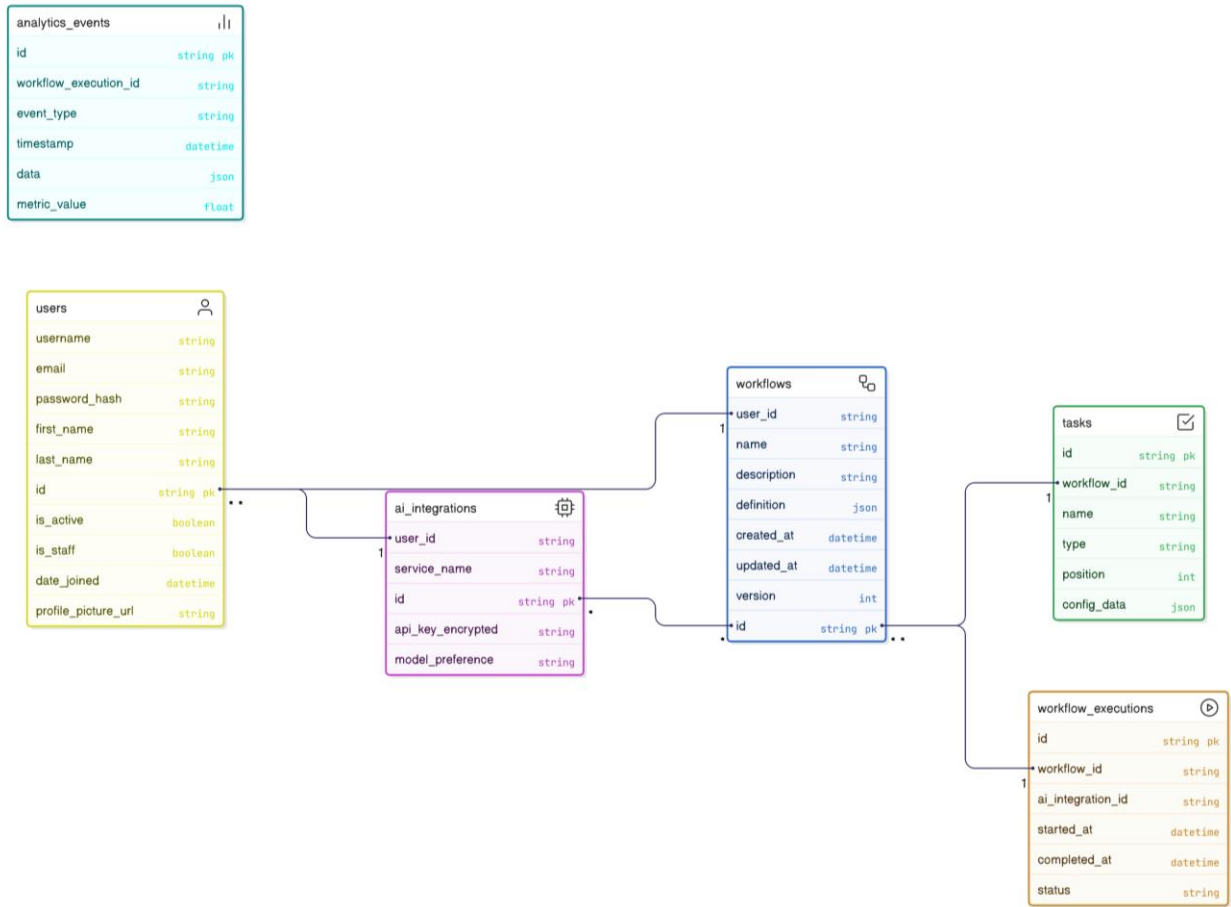 analytics_events
id string pk
workflow_execution_id string
event_type string
timestamp datetime
data json
metric_value float
users
username string
email string
password_hash string
first_name string
last_name string
id string pk
is_active boolean
is_staff boolean
date_joined datetime
profile_picture_url string
ai_integrations
1
user_id string
service_name string
id string pk
api_key_encrypted string
model_preference string
workflows
1
user_id string
name string
description string
definition json
created_at datetime
updated_at datetime
version int
id string pk
tasks
id string pk
1
workflow_id string
name string
type string
position int
config_data json
workflow_executions
id string pk
1
workflow_id string
ai_integration_id string
started_at datetime
completed_at datetime
status string